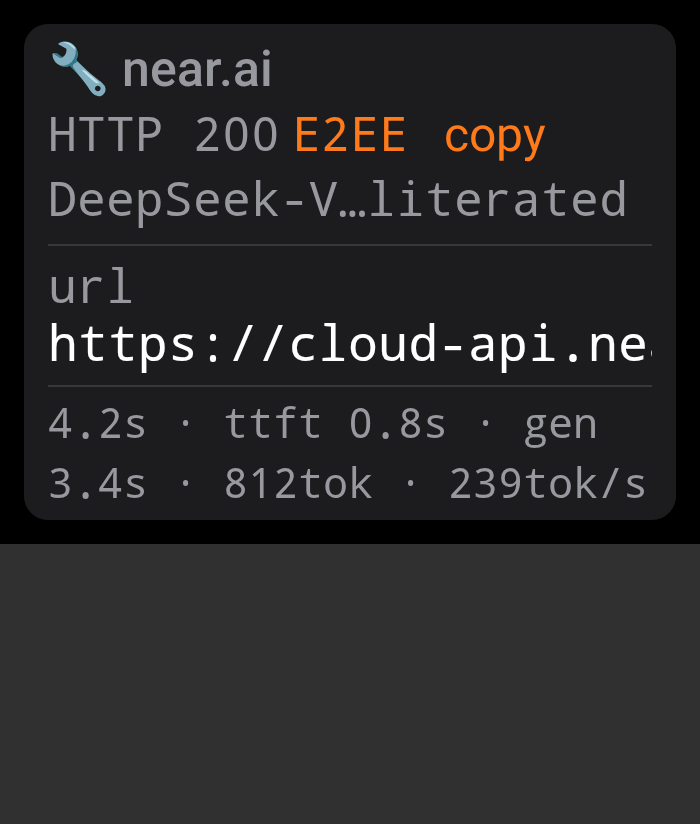 🔧 near.ai
HTTP 200 E2EE copy
DeepSeek-V…literated
url
https://cloud-api.ne
4.2s · ttft 0.8s · gen
3.4s · 812tok · 239tok/s